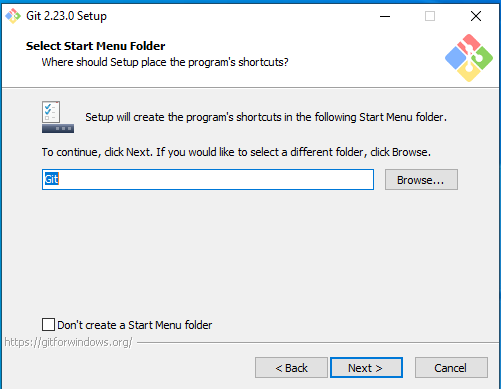 Git 2.23.0 Setup
Select Start Menu Folder
Where should Setup place the program's shortcuts?
Setup will create the program's shortcuts in the following Start Menu folder.
To continue, click Next. If you would like to select a different folder, click Browse.
Git
Browse...
Don't create a Start Menu folder
https://gitforwindows.org/
< Back
Next >
Cancel